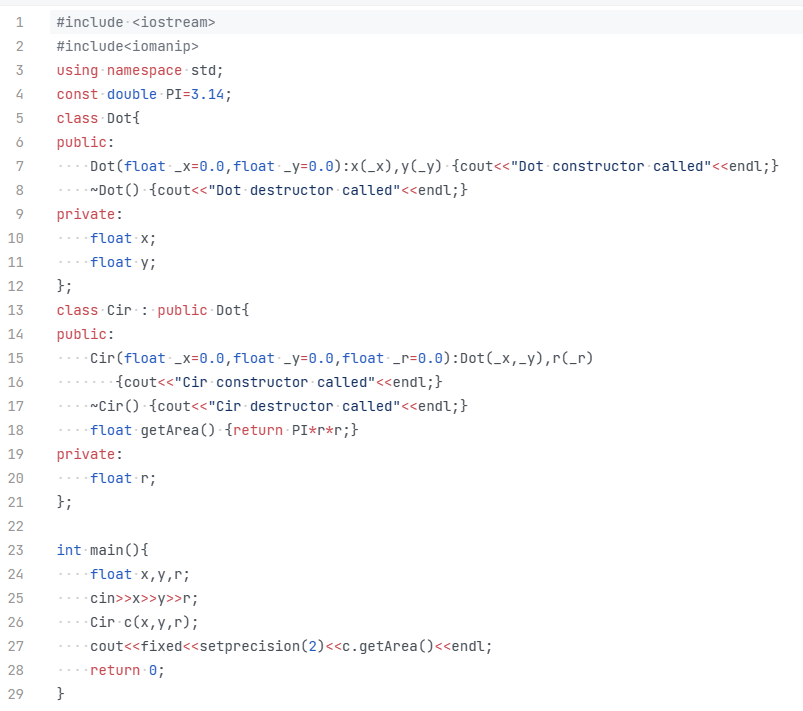 1 #include <iostream>
2 #include<iomanip>
3 using namespace std;
4 const double PI=3.14;
5 class Dot{
6 public:
7 ····Dot(float _x=0.0,float _y=0.0):x(_x),y(_y) {cout<<"Dot constructor called"<<endl;}
8 ····~Dot() {cout<<"Dot destructor called"<<endl;}
9 private:
10 ····float x;
11 ····float y;
12 };
13 class Cir : public Dot{
14 public:
15 ····Cir(float _x=0.0,float _y=0.0,float _r=0.0):Dot(_x,_y),r(_r)
16 ·······{cout<<"Cir constructor called"<<endl;}
17 ····~Cir() {cout<<"Cir destructor called"<<endl;}
18 ····float getArea() {return PI*r*r;}
19 private:
20 ····float r;
21 };
22
23 int main(){
24 ····float x,y,r;
25 ····cin>>x>>y>>r;
26 ····Cir c(x,y,r);
27 ····cout<<fixed<<setprecision(2)<<c.getArea()<<endl;
28 ····return 0;
29 }